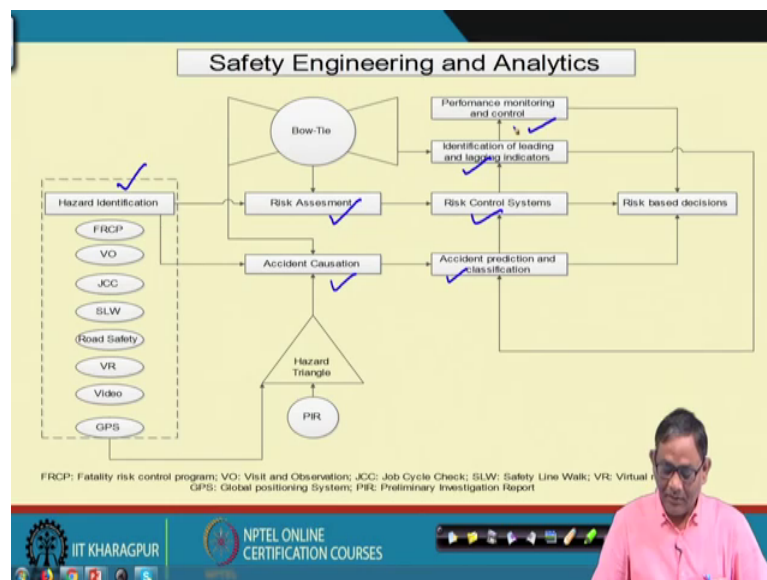 Safety Engineering and Analytics
Bow-Tie
Perfomance monitoring
and control
Identification of leading
and lagging indicators
Hazard Identification
Risk Assesment
Risk Control Systems
Risk based decisions
FRCP
VO
Accident Causation
Accident prediction and
classification
JCC
SLW
Road Safety
VR
Video
GPS
Hazard
Triangle
PIR
FRCP: Fatality risk control program; VO: Visit and Observation; JCC: Job Cycle Check; SLW: Safety Line Walk; VR: Virtual
GPS: Global positioning System; PIR: Preliminary Investigation Report
IIT KHARAGPUR
NPTEL ONLINE
CERTIFICATION COURSES